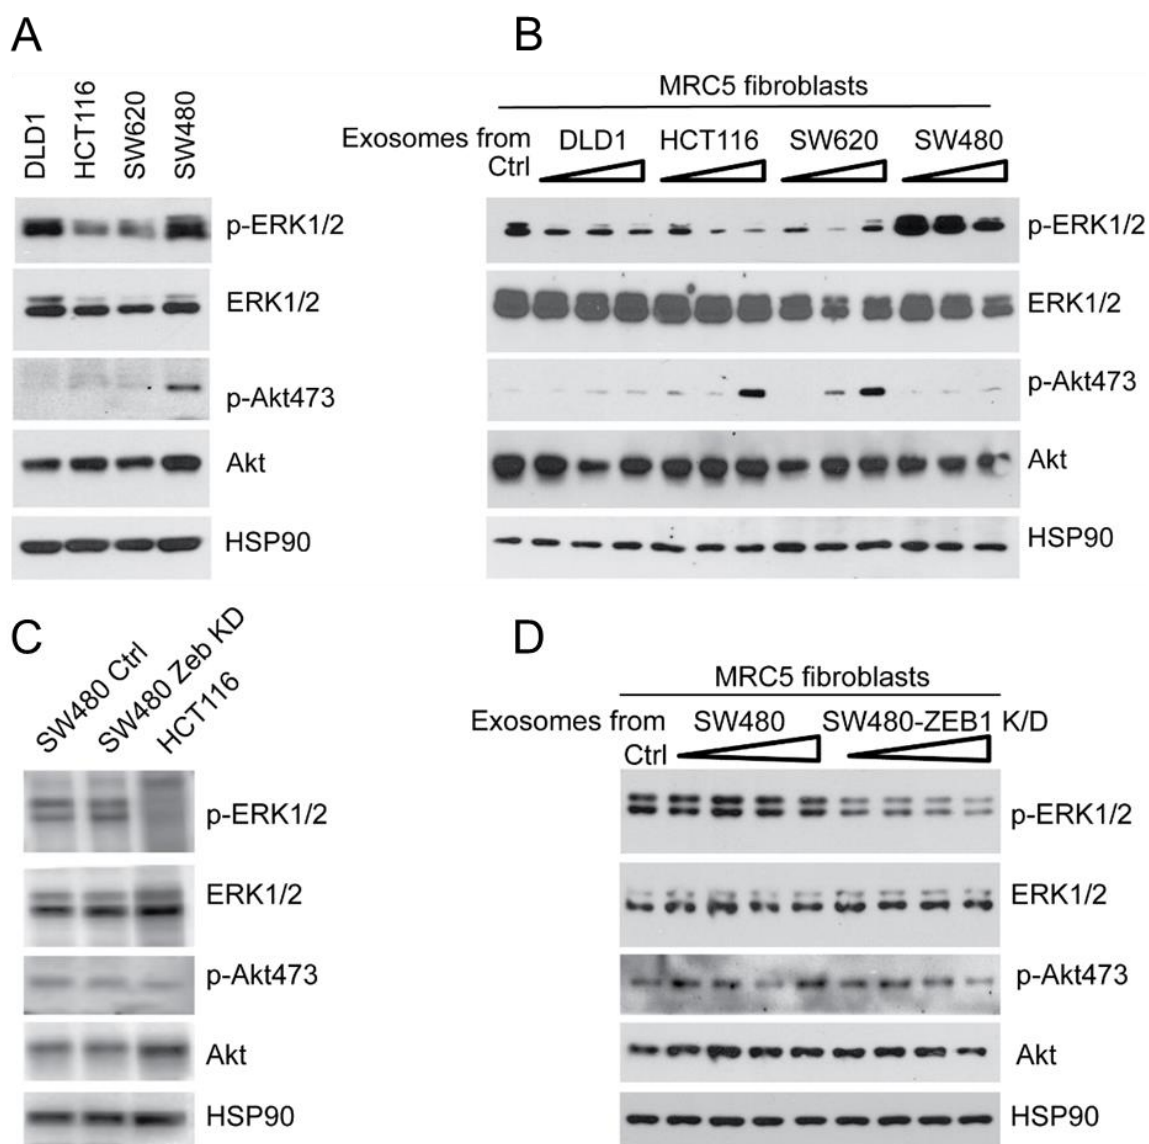 A
DLD1
HCT116
SW620
SW480
p-ERK1/2
ERK1/2
p-Akt473
Akt
HSP90
B
MRC5 fibroblasts
Exosomes from DLD1 HCT116 SW620 SW480
Ctrl
p-ERK1/2
ERK1/2
p-Akt473
Akt
HSP90
C
SW480 Ctrl
SW480 Zeb KD
HCT116
p-ERK1/2
ERK1/2
p-Akt473
Akt
HSP90
D
MRC5 fibroblasts
Exosomes from SW480 SW480-ZEB1 K/D
Ctrl
p-ERK1/2
ERK1/2
p-Akt473
Akt
HSP90